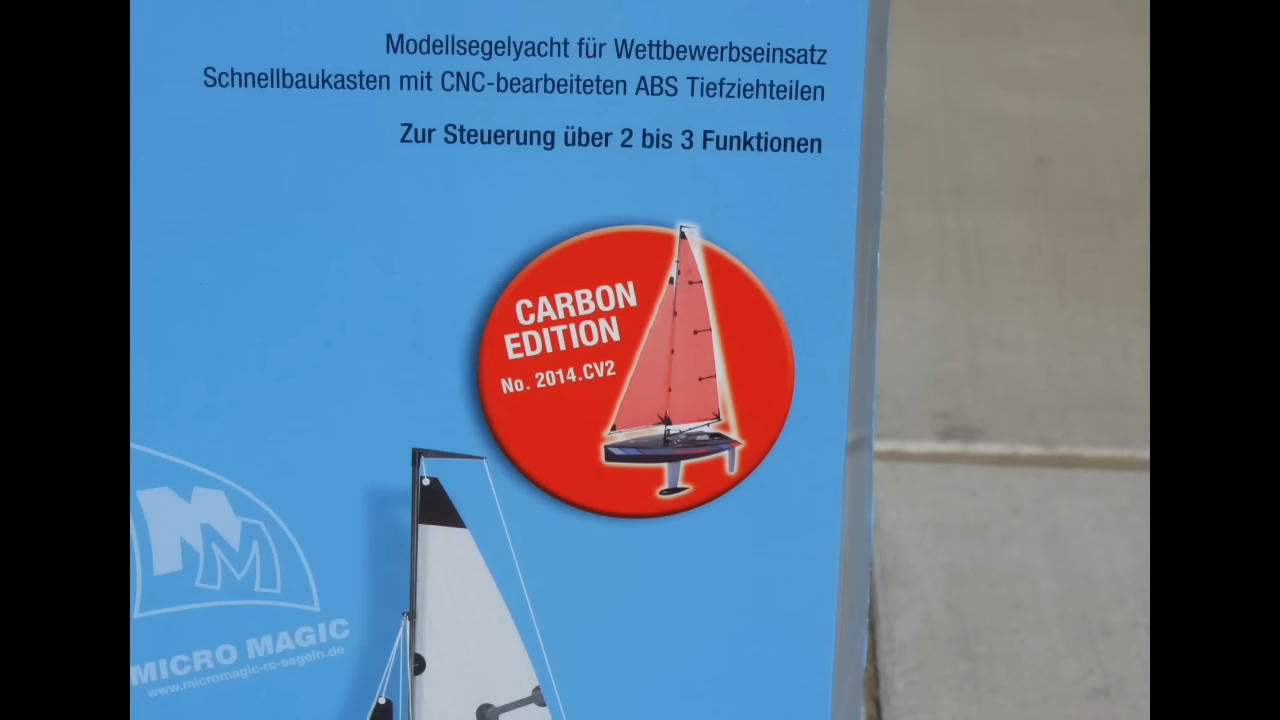 Modellsegelyacht für Wettbewerbseinsatz
Schnellbaukasten mit CNC-bearbeiteten ABS Tiefziehteilen
Zur Steuerung über 2 bis 3 Funktionen
CARBON
EDITION
No. 2014.CV2
MM
MICRO MAGIC
www.micromagic-rc-segeln.de